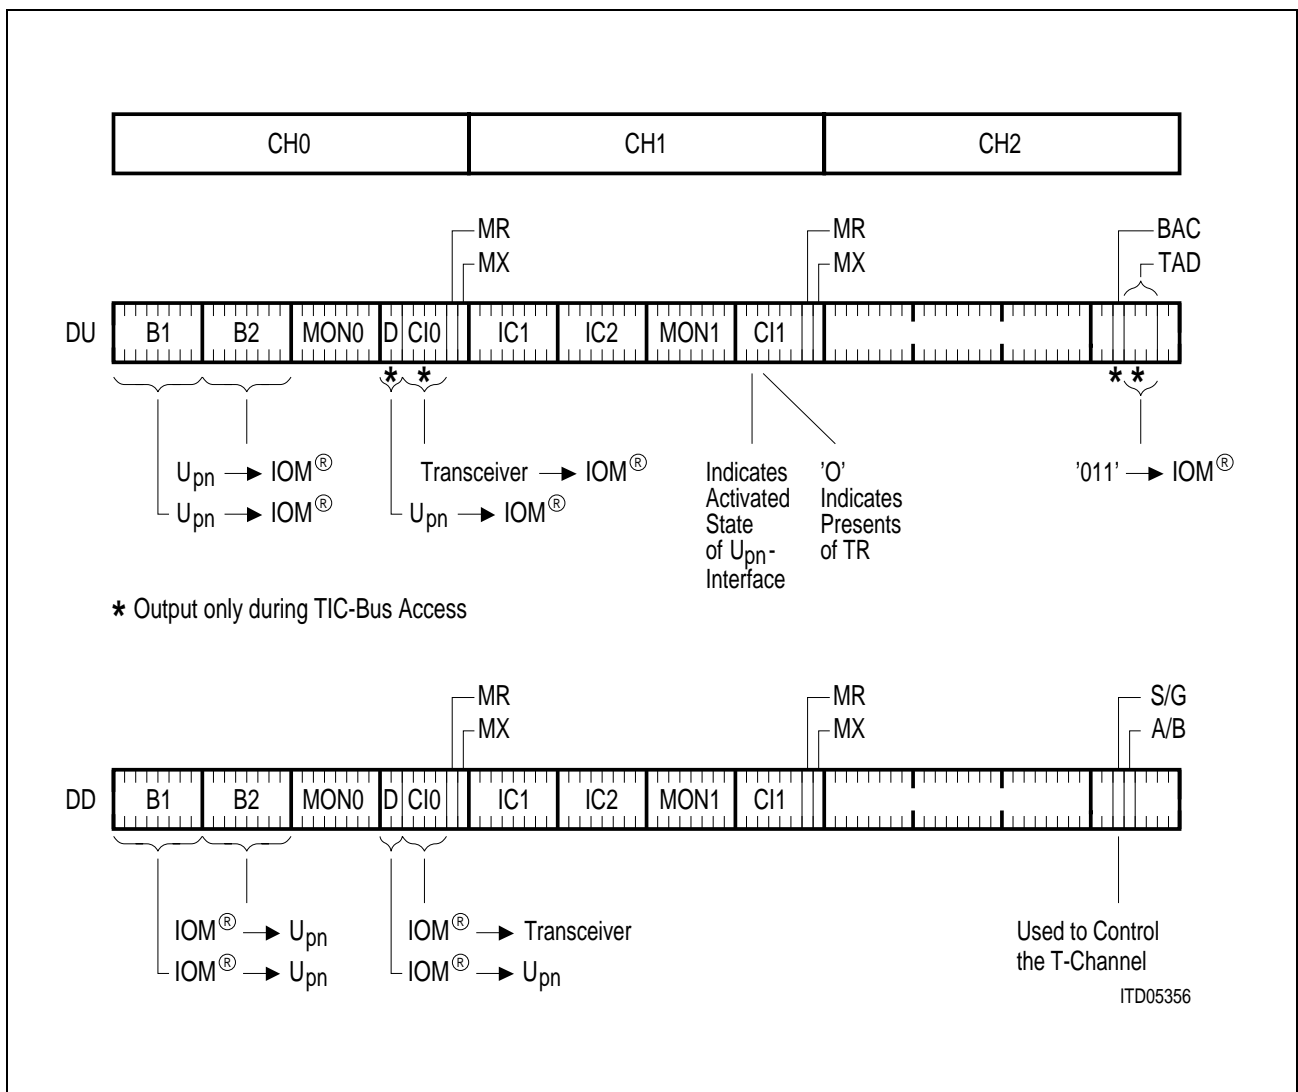 CH0 CH1 CH2
MR MR BAC
MX MX TAD
DU B1 B2 MON0 D CI0 IC1 IC2 MON1 CI1
* * * *
Upn → IOM® Transceiver → IOM® Indicates 'O' '011' → IOM®
Upn → IOM® Upn → IOM® Activated Indicates
State Presents
of Upn- of TR
Interface
* Output only during TIC-Bus Access
MR MR S/G
MX MX A/B
DD B1 B2 MON0 D CI0 IC1 IC2 MON1 CI1
IOM® → Upn IOM® → Transceiver Used to Control
IOM® → Upn IOM® → Upn the T-Channel
ITD05356